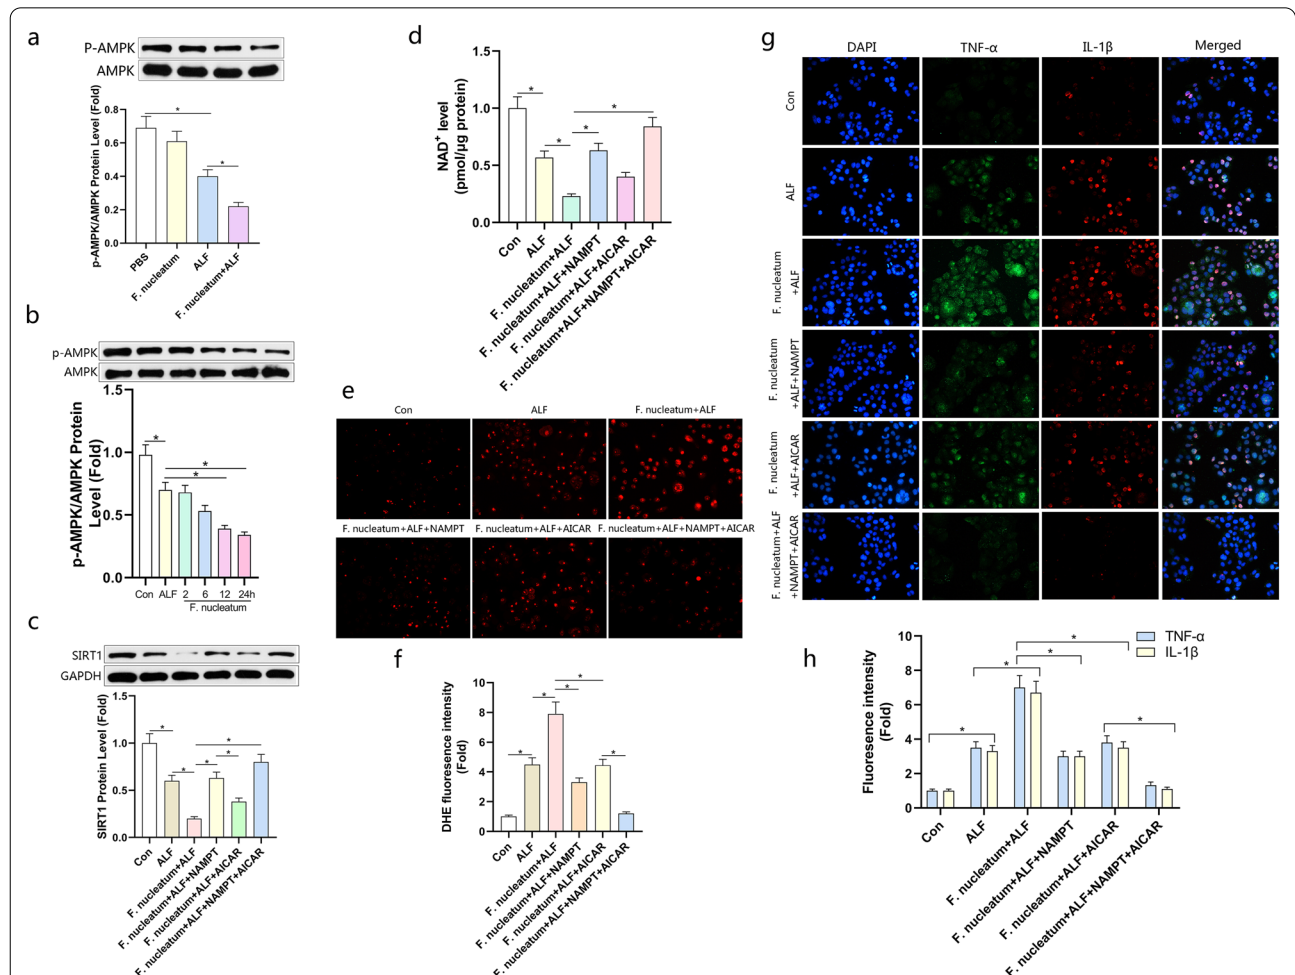 a
P-AMPK
AMPK
p-AMPK/AMPK Protein Level (Fold)
0.8
0.6
0.4
0.2
0.0
*
*
PBS
F. nucleatum
ALF
F. nucleatum+ALF
b
p-AMPK
AMPK
p-AMPK/AMPK Protein
Level (Fold)
1.5
1.0
0.5
0.0
*
*
*
Con ALF 2 6 12 24h
F. nucleatum
c
SIRT1
GAPDH
SIRT1 Protein Level (Fold)
1.5
1.0
0.5
0.0
*
*
*
*
*
Con
ALF
F. nucleatum+ALF
F. nucleatum+ALF+NAMPT
F. nucleatum+ALF+AICAR
F. nucleatum+ALF+NAMPT+AICAR
d
NAD+ level
(pmol/μg protein)
1.5
1.0
0.5
0.0
*
*
*
*
Con
ALF
F. nucleatum+ALF
F. nucleatum+ALF+NAMPT
F. nucleatum+ALF+AICAR
F. nucleatum+ALF+NAMPT+AICAR
e
Con ALF F. nucleatum+ALF
F. nucleatum+ALF+NAMPT F. nucleatum+ALF+AICAR F. nucleatum+ALF+NAMPT+AICAR
f
DHE fluoresence intensity
(Fold)
10
8
6
4
2
0
*
*
*
*
*
Con
ALF
F. nucleatum+ALF
F. nucleatum+ALF+NAMPT
F. nucleatum+ALF+AICAR
F. nucleatum+ALF+NAMPT+AICAR
g
DAPI TNF-α IL-1β Merged
Con
ALF
F. nucleatum
+ALF
F. nucleatum
+ALF+NAMPT
F. nucleatum
+ALF+AICAR
F. nucleatum+ALF
+NAMPT+AICAR
h
Fluoresence intensity
(Fold)
10
8
6
4
2
0
*
*
*
*
*
TNF-α
IL-1β
Con
ALF
F. nucleatum+ALF
F. nucleatum+ALF+NAMPT
F. nucleatum+ALF+AICAR
F. nucleatum+ALF+NAMPT+AICAR